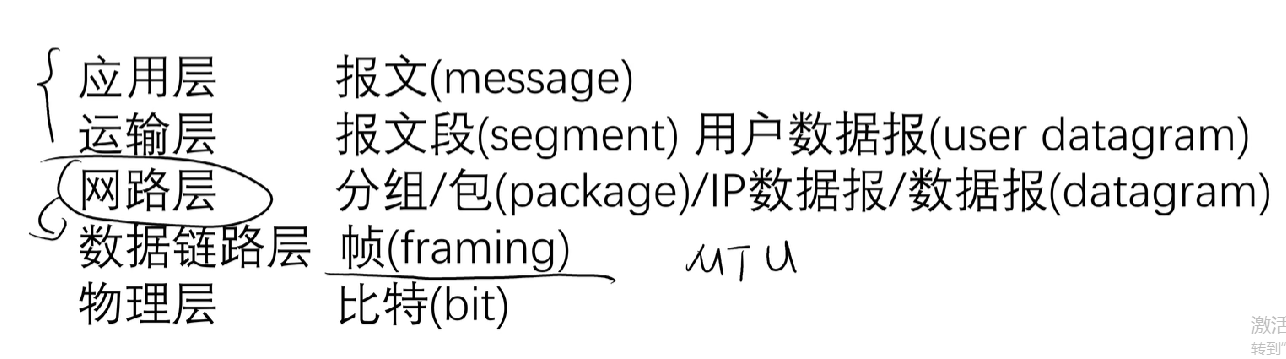 应用层 报文(message)
运输层 报文段(segment) 用户数据报(user datagram)
网路层 分组/包(package)/IP数据报/数据报(datagram)
数据链路层 帧(framing) MTU
物理层 比特(bit)
激活
转到"